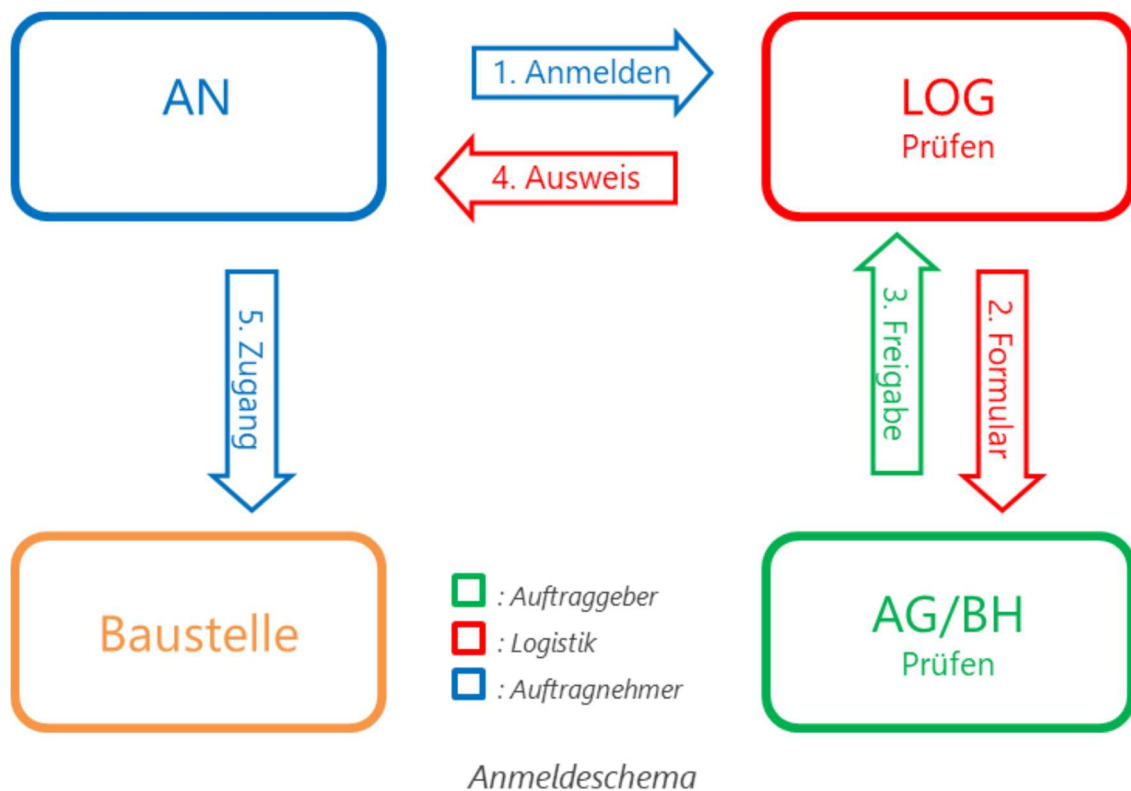 AN
1. Anmelden
LOG
Prüfen
4. Ausweis
5. Zugang
3. Freigabe
2. Formular
Baustelle
: Auftraggeber
: Logistik
: Auftragnehmer
AG/BH
Prüfen
Anmeldeschema